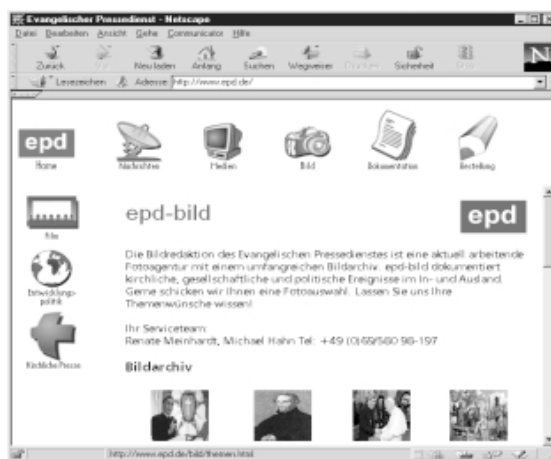 Evangelischer Pressedienst - Netscape
Datei Bearbeiten Ansicht Gehe Communicator Hilfe
Zurück Vor Neu laden Anfang Suchen Wegweiser Drucken Sicherheit Stop
N
Lesezeichen Adresse http://www.epd.de/
epd
Home Nachrichten Medien Bild Dokumentation Bestellung
epd-bild
epd
Film
Die Bildredaktion des Evangelischen Pressedienstes ist eine aktuell arbeitende
Fotoagentur mit einem umfangreichen Bildarchiv. epd-bild dokumentiert
kirchliche, gesellschaftliche und politische Ereignisse im In- und Ausland.
Gerne schicken wir Ihnen eine Fotoauswahl. Lassen Sie uns Ihre
Themenwünsche wissen!
Entwicklungs-
politik
Ihr Serviceteam:
Renate Meinhardt, Michael Hahn Tel: +49 (0)69/580 98-197
Kirchliche Presse
Bildarchiv
http://www.epd.de/bild/themen.html